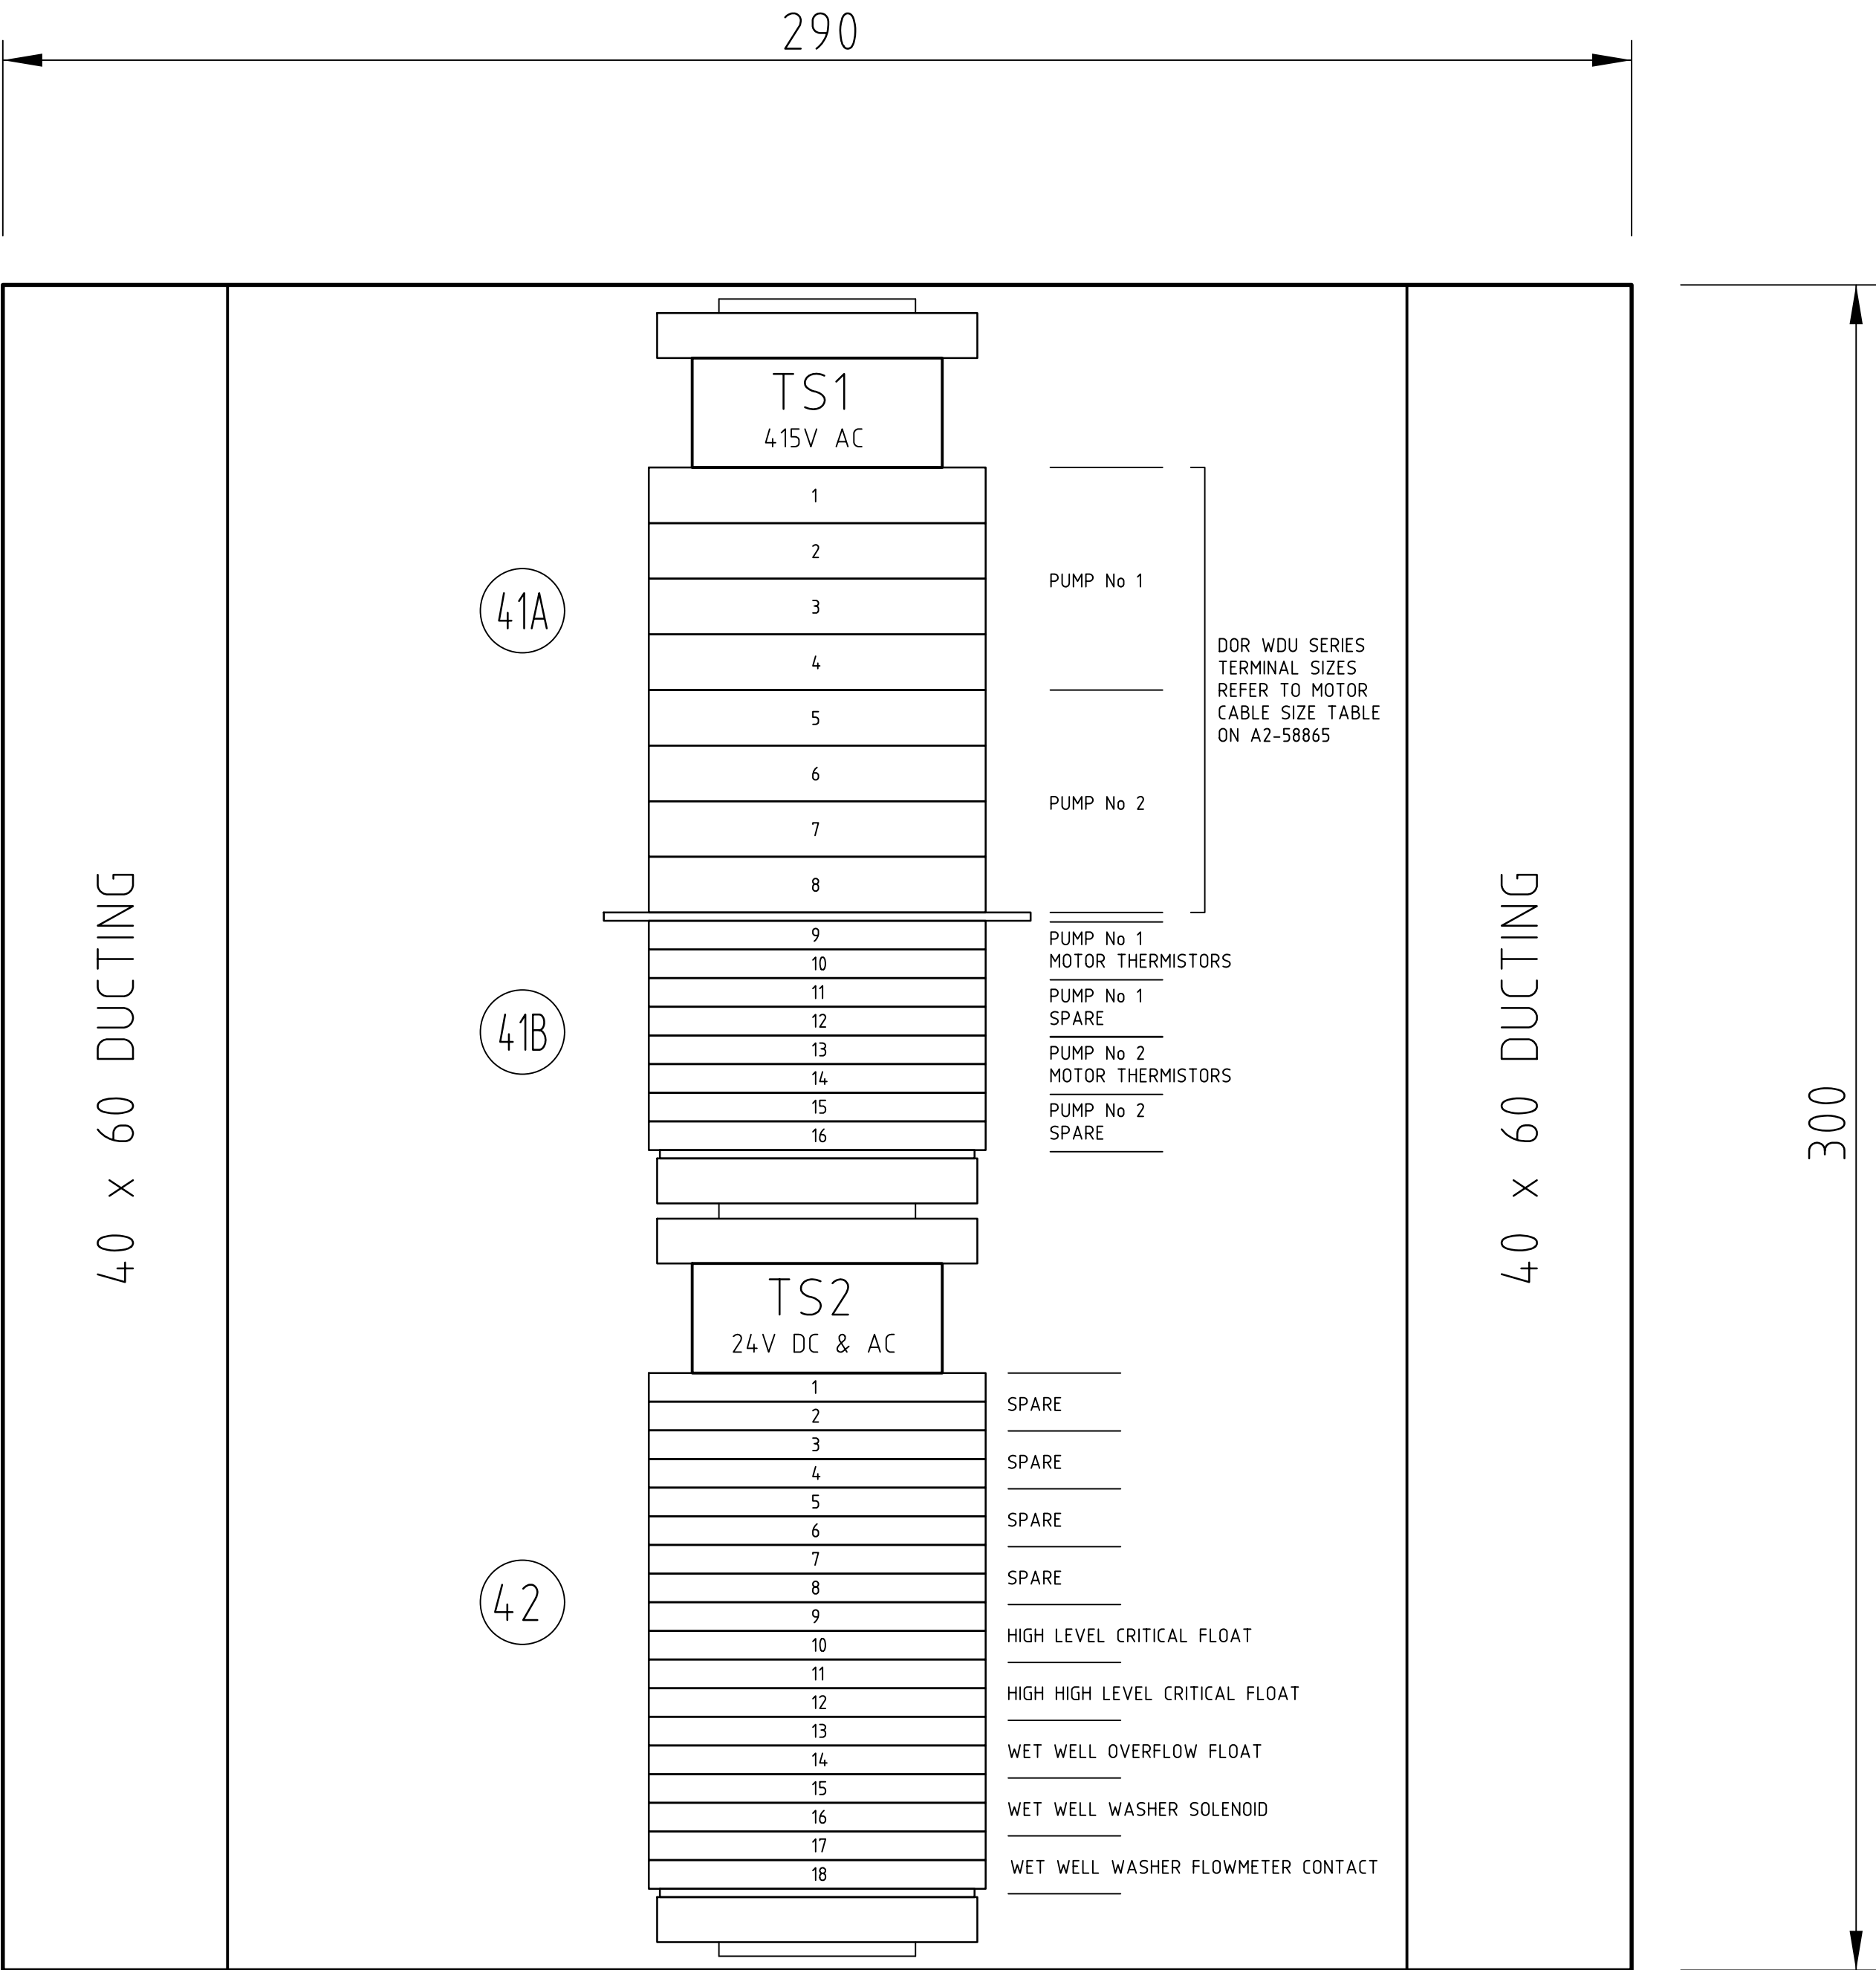 290
TS1
415V AC
1
2
3
4
5
6
7
8
9
10
11
12
13
14
15
16
41A
41B
PUMP No 1
PUMP No 2
DOR WDU SERIES
TERMINAL SIZES
REFER TO MOTOR
CABLE SIZE TABLE
ON A2-58865
PUMP No 1
MOTOR THERMISTORS
PUMP No 1
SPARE
PUMP No 2
MOTOR THERMISTORS
PUMP No 2
SPARE
40 x 60 DUCTING
40 x 60 DUCTING
300
TS2
24V DC & AC
1
2
3
4
5
6
7
8
9
10
11
12
13
14
15
16
17
18
42
SPARE
SPARE
SPARE
SPARE
HIGH LEVEL CRITICAL FLOAT
HIGH HIGH LEVEL CRITICAL FLOAT
WET WELL OVERFLOW FLOAT
WET WELL WASHER SOLENOID
WET WELL WASHER FLOWMETER CONTACT